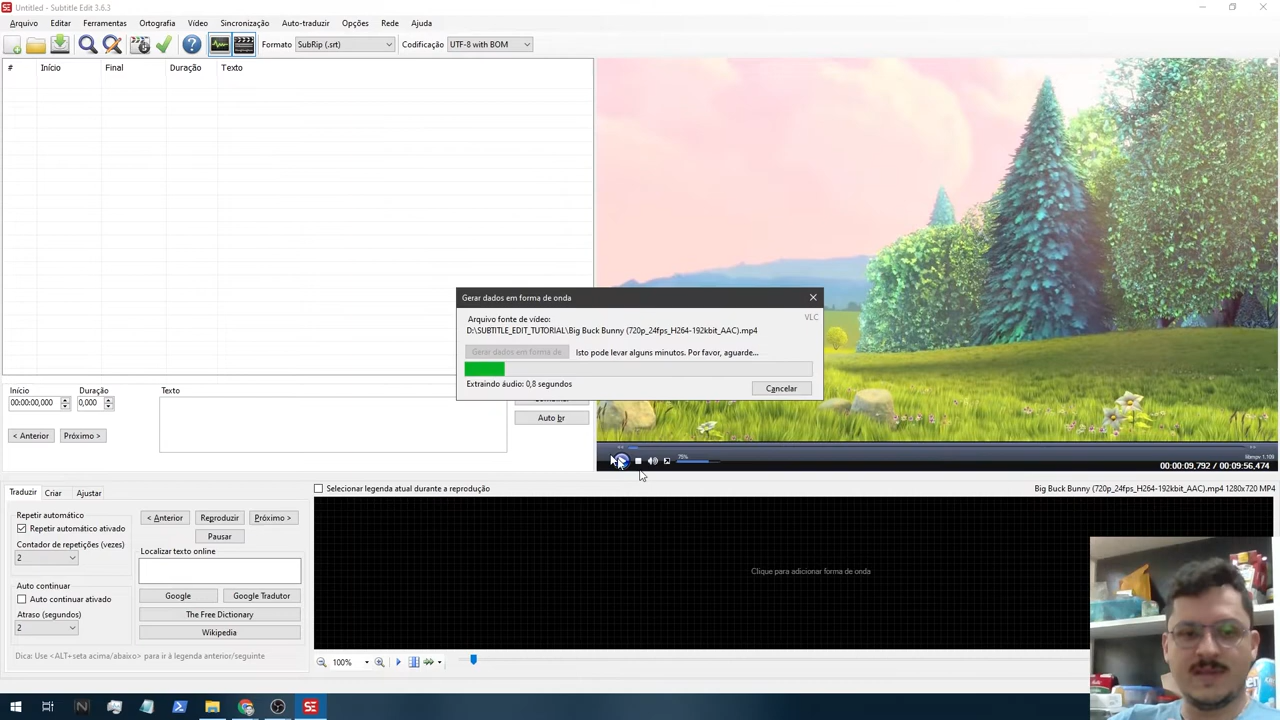 Untitled - Subtitle Edit 3.6.3
Arquivo Editar Ferramentas Ortografia Vídeo Sincronização Auto-traduzir Opções Rede Ajuda
Formato SubRip (.srt) Codificação UTF-8 with BOM
# Início Final Duração Texto
Gerar dados em forma de onda
Arquivo fonte de vídeo:
VLC
D:\SUBTITLE_EDIT_TUTORIAL\Big Buck Bunny (720p_24fps_H264-192kbit_AAC).mp4
Gerar dados em forma de
Isto pode levar alguns minutos. Por favor, aguarde...
Extraindo áudio: 0,8 segundos
Cancelar
Início Duração Texto
00:00:00,000 0,000
Auto br
< Anterior Próximo >
75%
00:00:09,792 / 00:09:56,474
Traduzir Criar Ajustar
Selecionar legenda atual durante a reprodução
Big Buck Bunny (720p_24fps_H264-192kbit_AAC).mp4 1280x720 MP4
Repetir automático
Repetir automático ativado
Contador de repetições (vezes)
2
Auto continuar
Auto continuar ativado
Atraso (segundos)
2
< Anterior Reproduzir Próximo >
Pausar
Localizar texto online
Google Google Tradutor
The Free Dictionary
Wikipedia
Dica: Use <ALT+seta acima/abaixo> para ir à legenda anterior/seguinte
Clique para adicionar forma de onda
100%
N SE